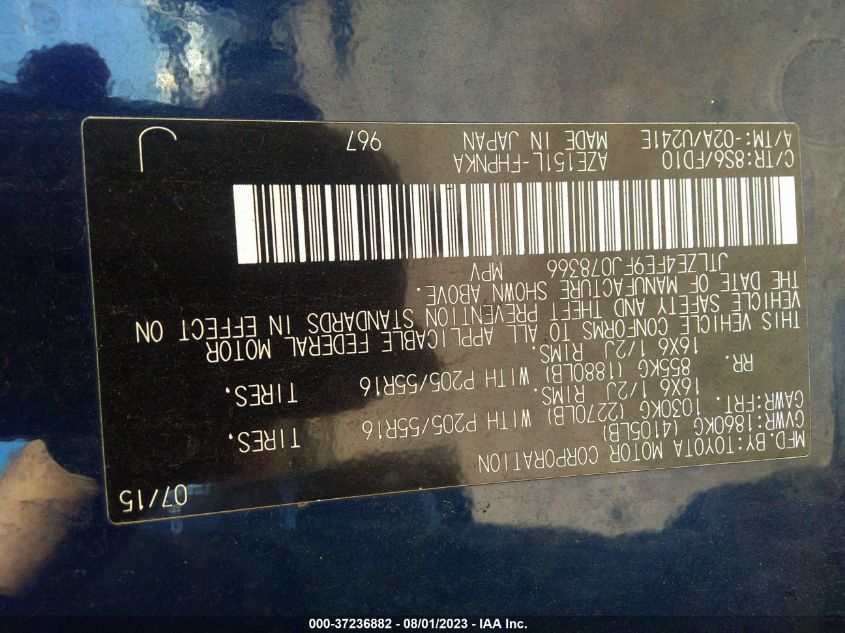 MFD. BY: TOYOTA MOTOR CORPORATION 07/15
GVWR: 1860KG (4105LB)
GAWR: FRT. 1030KG (2270LB) WITH P205/55R16 TIRES.
16X6 1/2J RIMS.
RR. 855KG (1880LB) WITH P205/55R16 TIRES.
16X6 1/2J RIMS.
THIS VEHICLE CONFORMS TO ALL APPLICABLE FEDERAL MOTOR
VEHICLE SAFETY AND THEFT PREVENTION STANDARDS IN EFFECT ON
THE DATE OF MANUFACTURE SHOWN ABOVE.
JTLZE4FE9FJ078366 MPV
C/TR: 8S6/FD10 AZE151L-FHPNKA 967 J
A/TM: -02A/U241E MADE IN JAPAN
000-37236882 - 08/01/2023 - IAA Inc.